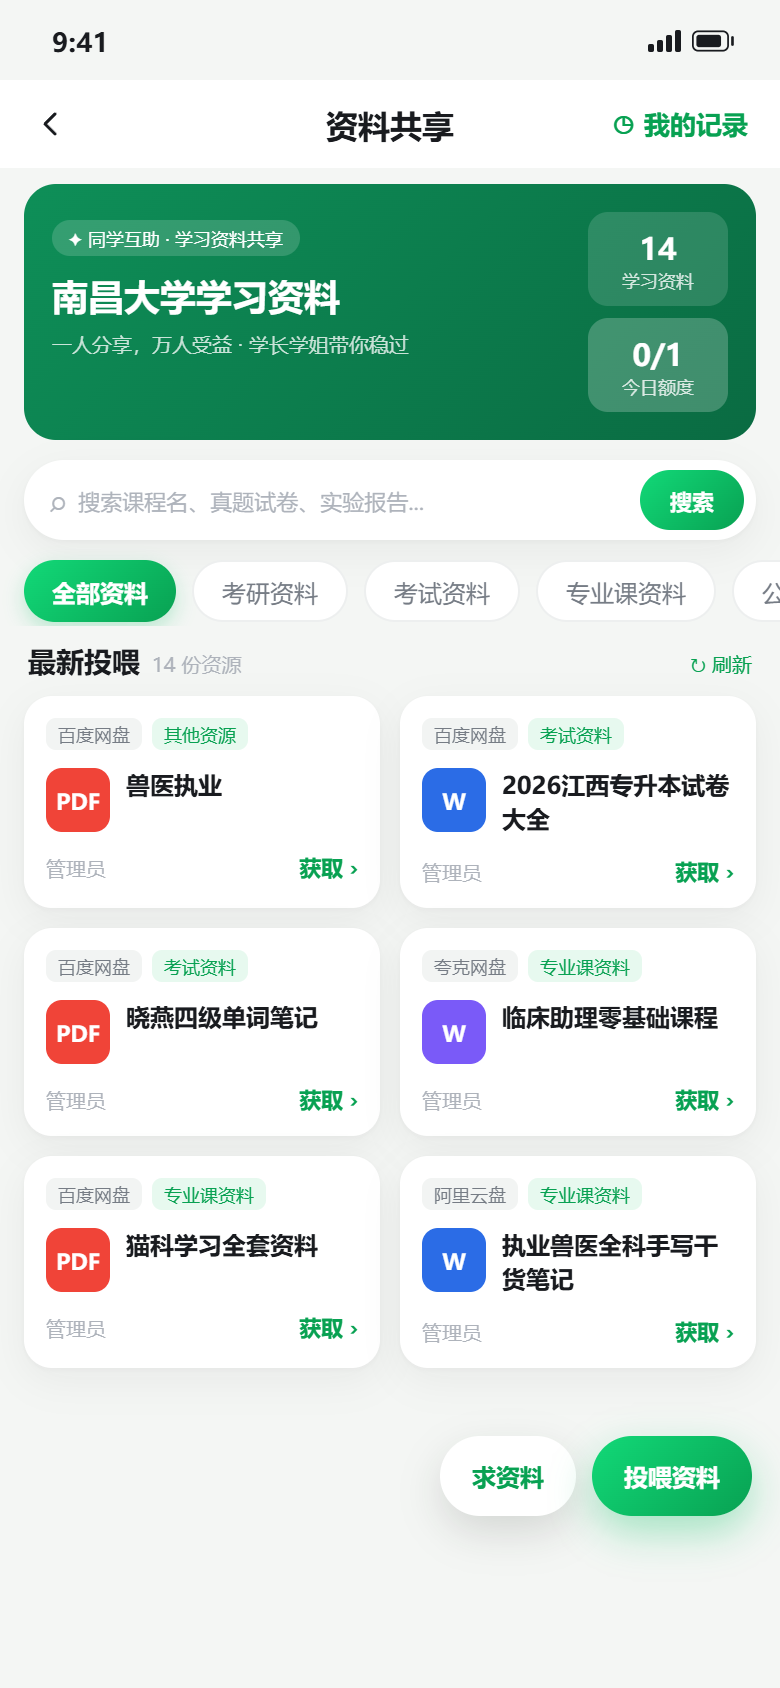 9:41
资料共享
我的记录
✦ 同学互助 · 学习资料共享
南昌大学学习资料
一人分享，万人受益 · 学长学姐带你稳过
14
学习资料
0/1
今日额度
搜索课程名、真题试卷、实验报告...
搜索
全部资料
考研资料
考试资料
专业课资料
最新投喂
14 份资源
刷新
百度网盘
其他资源
PDF
兽医执业
管理员
获取 ›
百度网盘
考试资料
W
2026江西专升本试卷
大全
管理员
获取 ›
百度网盘
考试资料
PDF
晓燕四级单词笔记
管理员
获取 ›
夸克网盘
专业课资料
W
临床助理零基础课程
管理员
获取 ›
百度网盘
专业课资料
PDF
猫科学习全套资料
管理员
获取 ›
阿里云盘
专业课资料
W
执业兽医全科手写干
货笔记
管理员
获取 ›
求资料
投喂资料